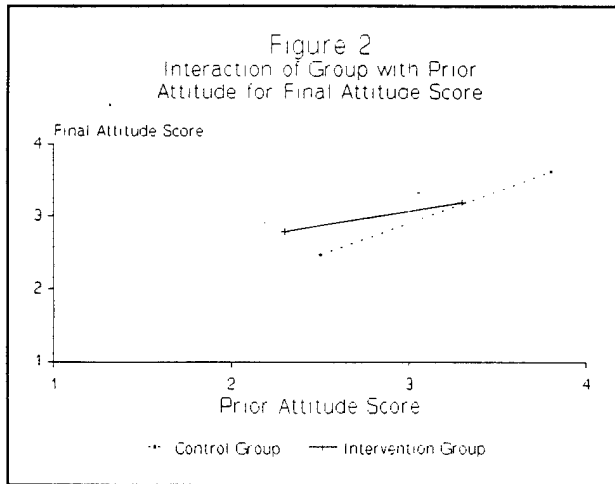 Figure 2
Interaction of Group with Prior
Attitude for Final Attitude Score
Final Attitude Score
4
3
2
1
1 2 3 4
Prior Attitude Score
Control Group Intervention Group